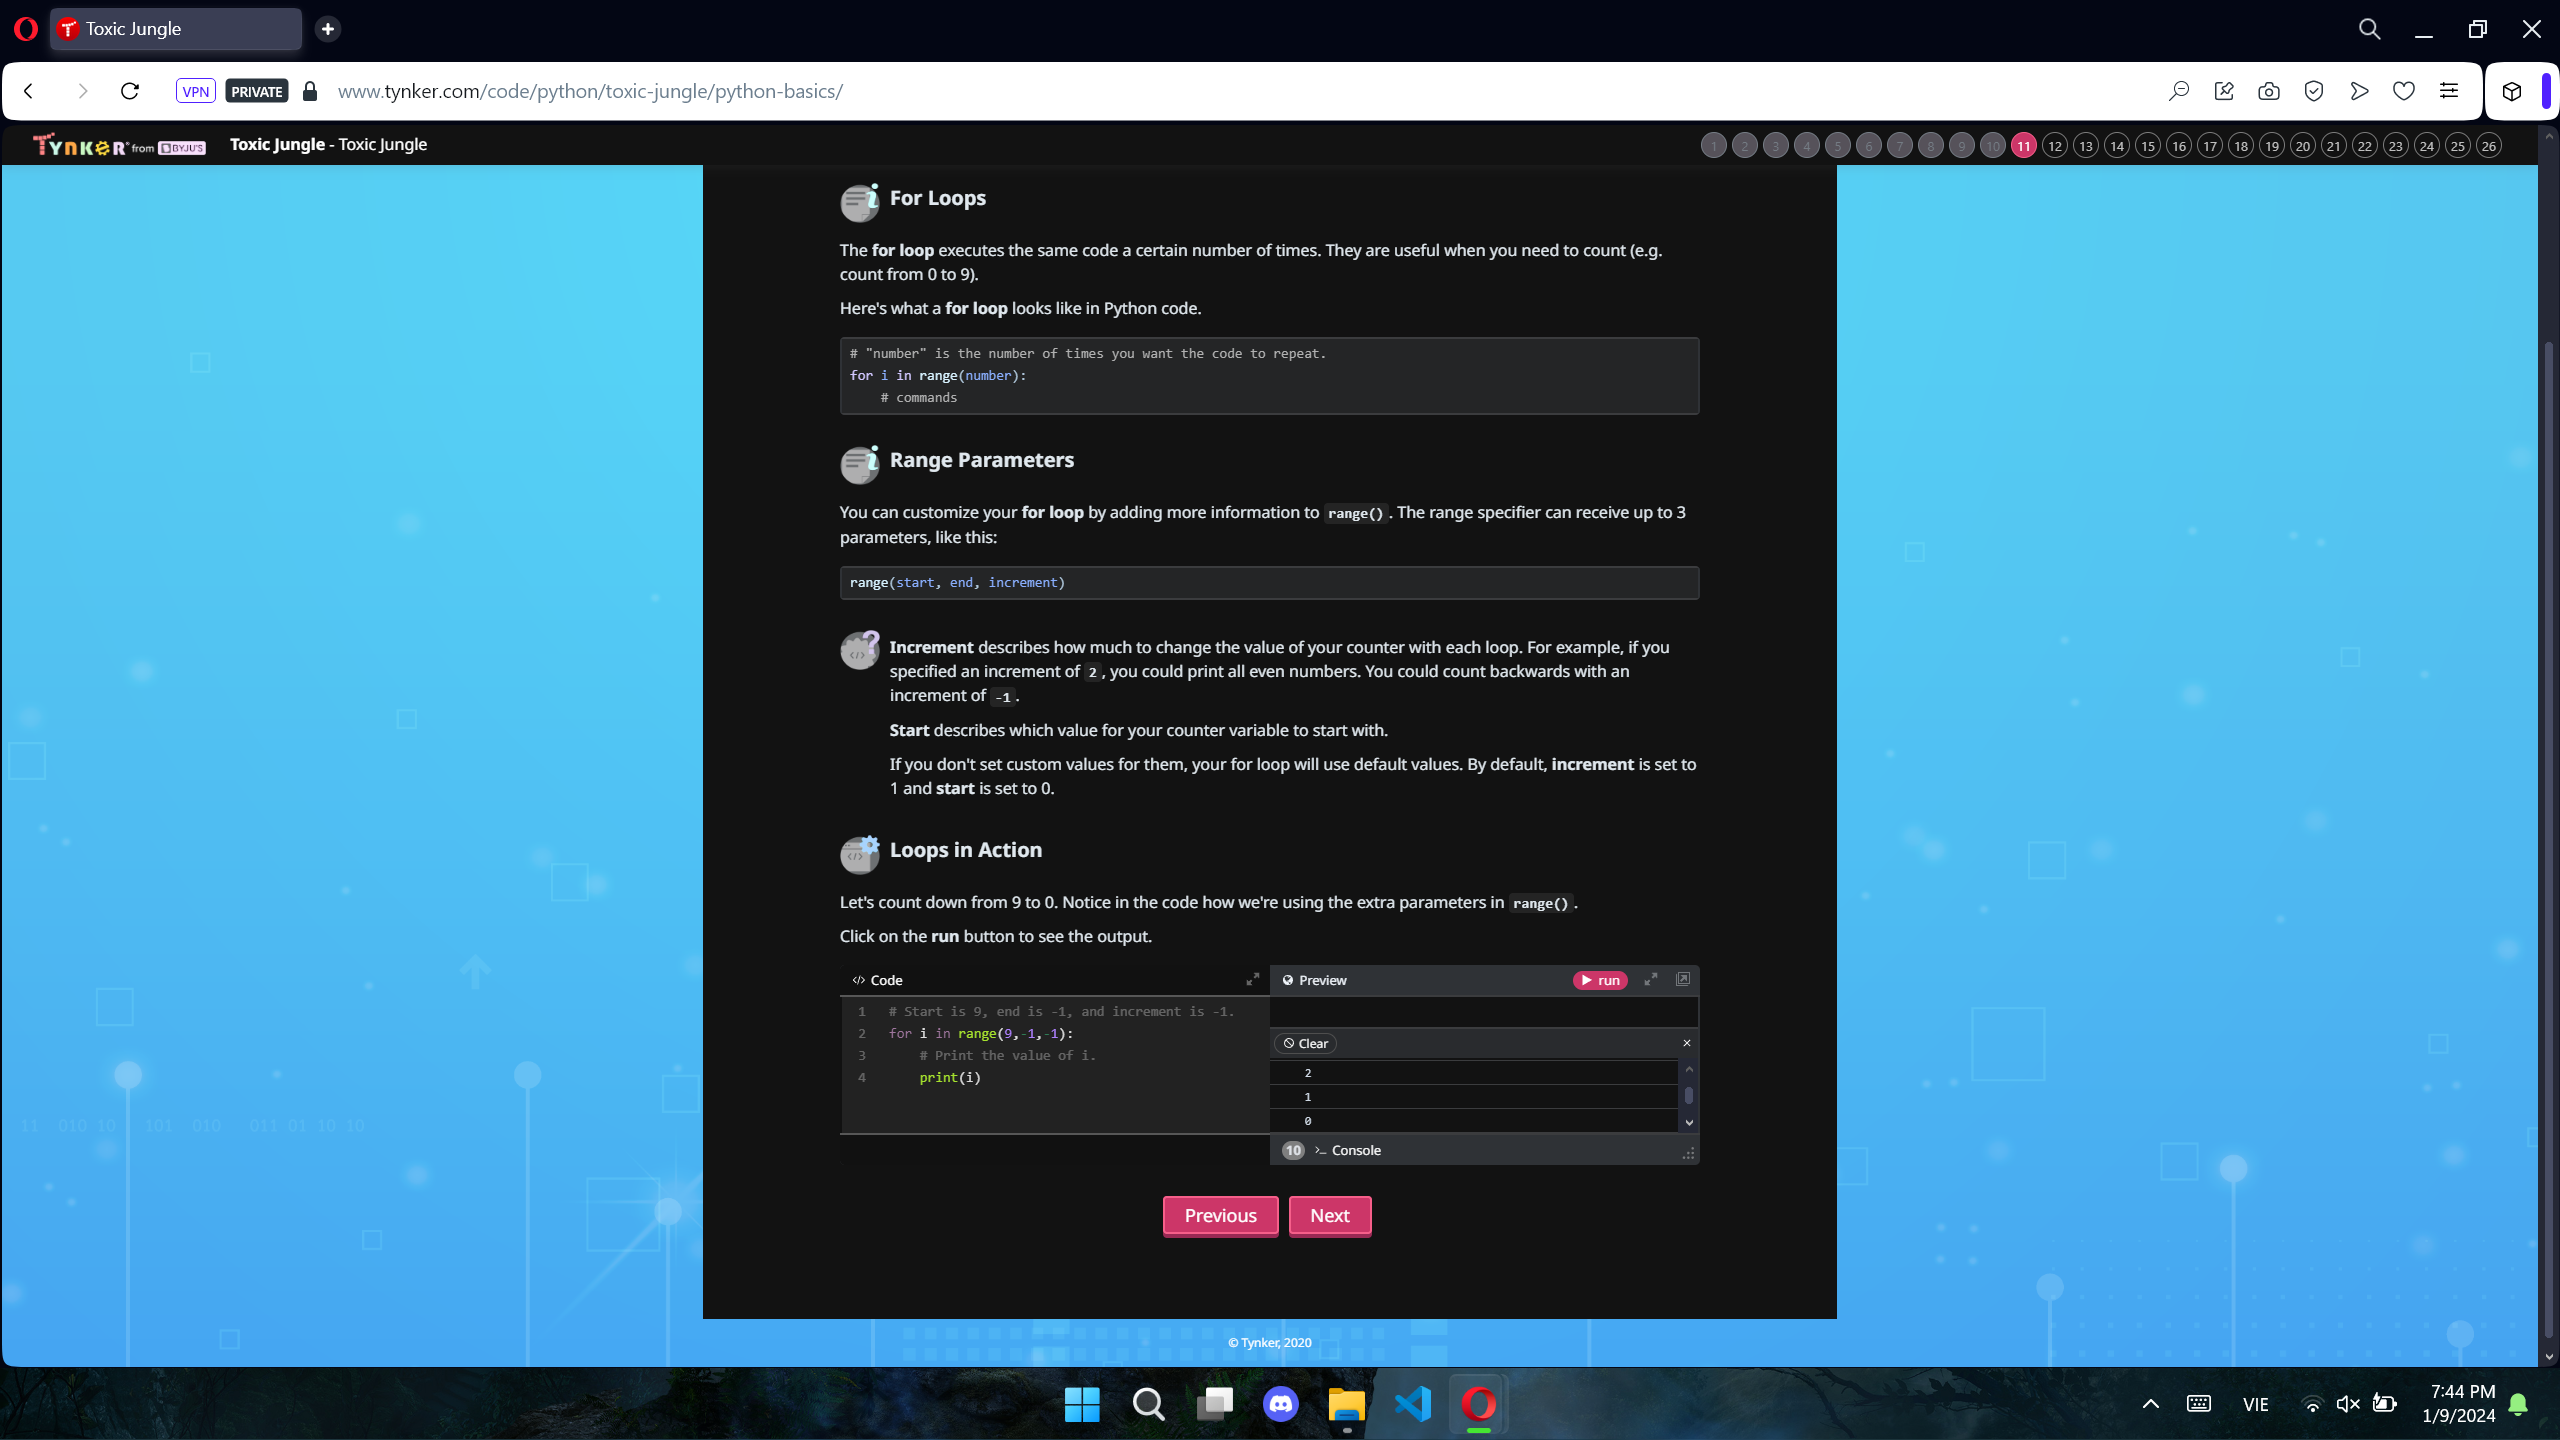 Toxic Jungle
VPN PRIVATE www.tynker.com/code/python/toxic-jungle/python-basics/
TYNKER from BYJU'S Toxic Jungle - Toxic Jungle 1 2 3 4 5 6 7 8 9 10 11 12 13 14 15 16 17 18 19 20 21 22 23 24 25 26
For Loops
The for loop executes the same code a certain number of times. They are useful when you need to count (e.g.
count from 0 to 9).
Here's what a for loop looks like in Python code.
# "number" is the number of times you want the code to repeat.
for i in range(number):
# commands
Range Parameters
You can customize your for loop by adding more information to range(). The range specifier can receive up to 3
parameters, like this:
range(start, end, increment)
Increment describes how much to change the value of your counter with each loop. For example, if you
specified an increment of 2, you could print all even numbers. You could count backwards with an
increment of -1.
Start describes which value for your counter variable to start with.
If you don't set custom values for them, your for loop will use default values. By default, increment is set to
1 and start is set to 0.
Loops in Action
Let's count down from 9 to 0. Notice in the code how we're using the extra parameters in range().
Click on the run button to see the output.
</> Code
1 # Start is 9, end is -1, and increment is -1.
2 for i in range(9,-1,-1):
3 # Print the value of i.
4 print(i)
Preview run
Clear ×
2
1
0
10 >_ Console
Previous Next
© Tynker, 2020
11 010 10 101 010 011 01 10 10
VIE 7:44 PM
1/9/2024